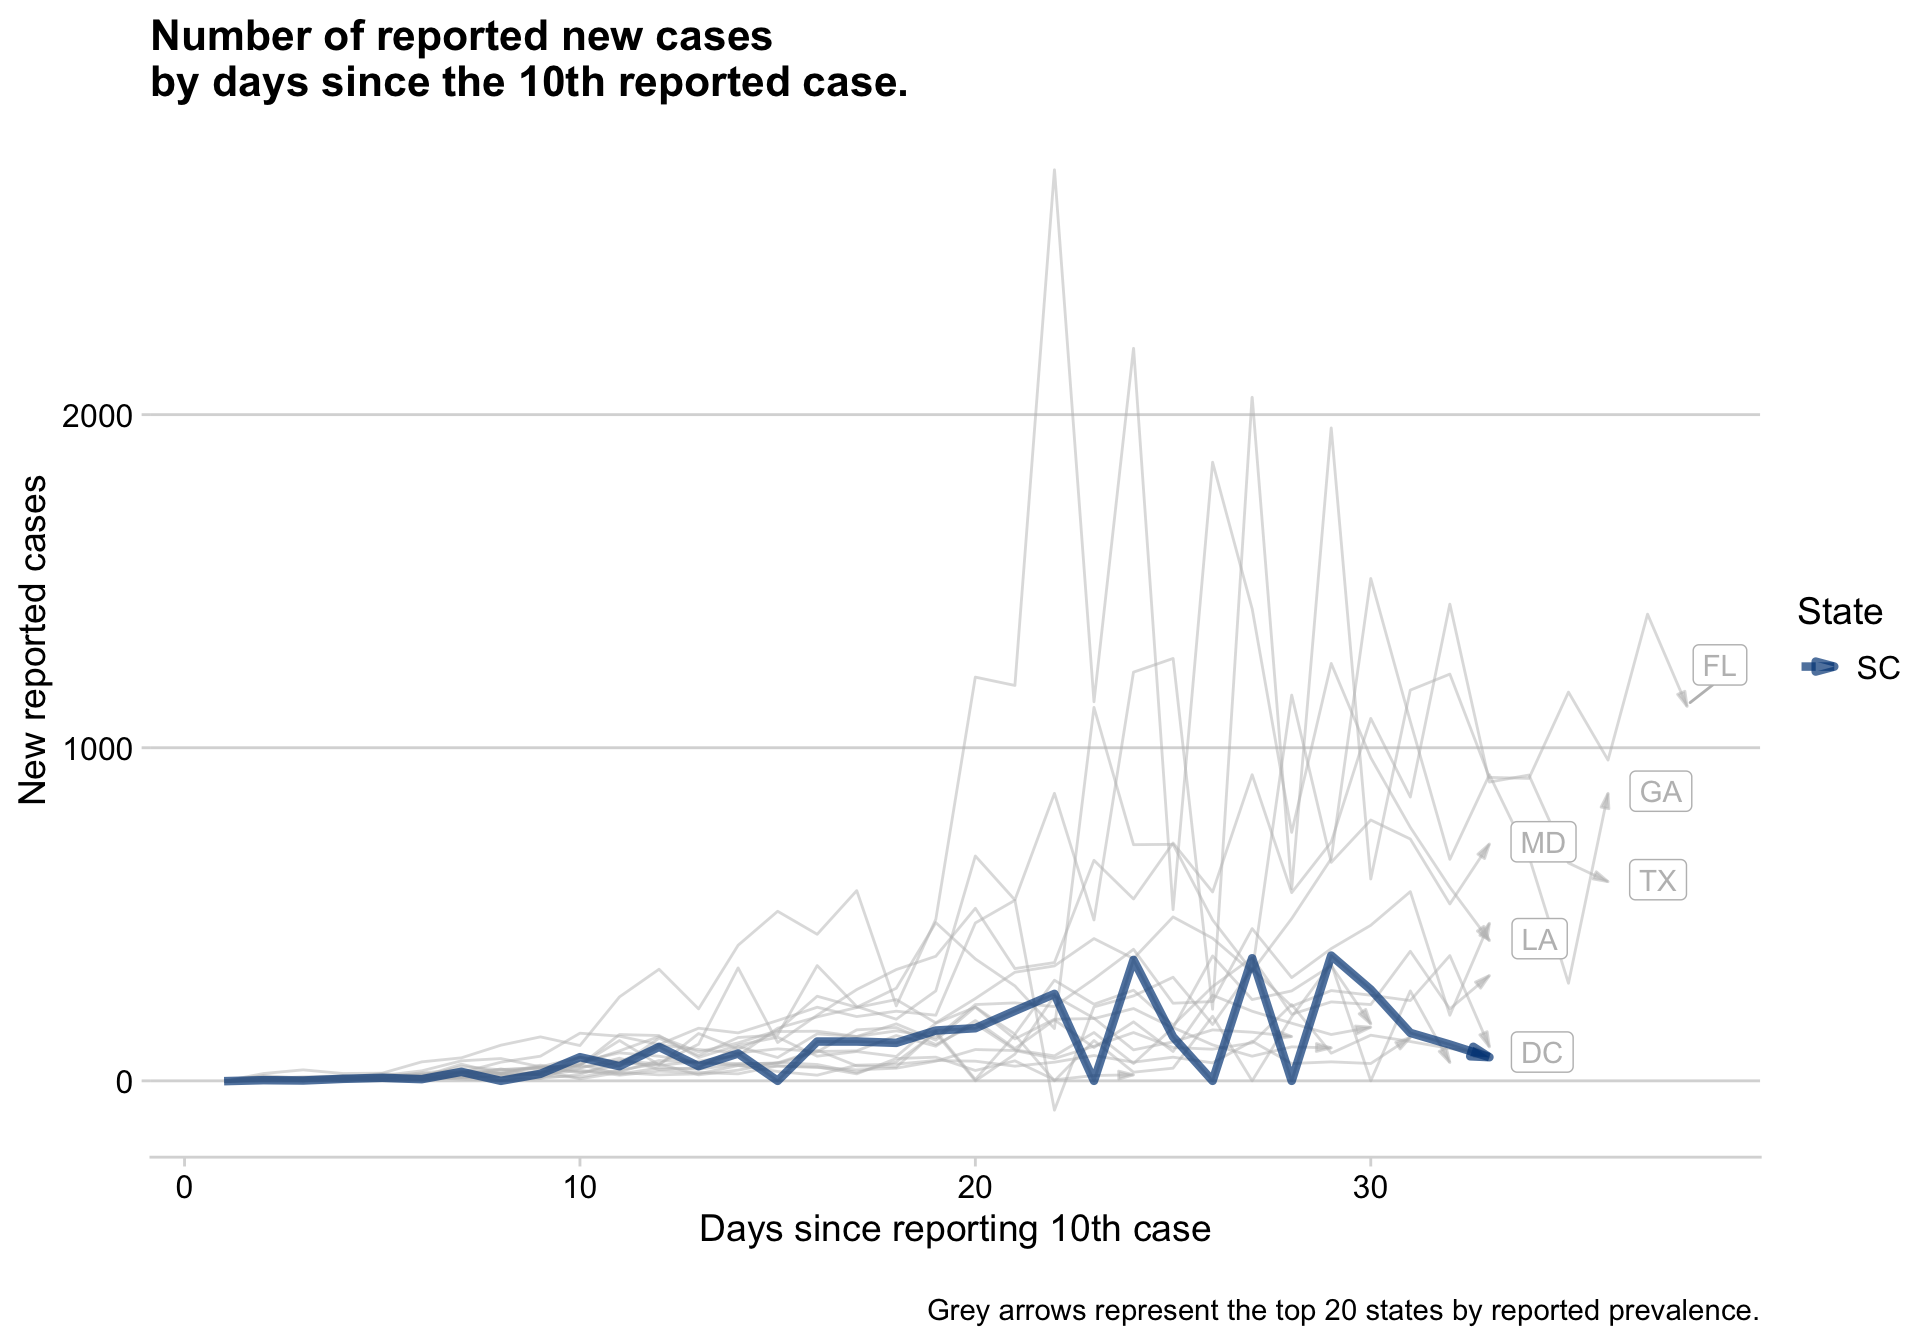 Number of reported new cases
by days since the 10th reported case.
New reported cases
2000
1000
0
0
10
20
30
Days since reporting 10th case
FL
GA
MD
TX
LA
DC
State
SC
Grey arrows represent the top 20 states by reported prevalence.